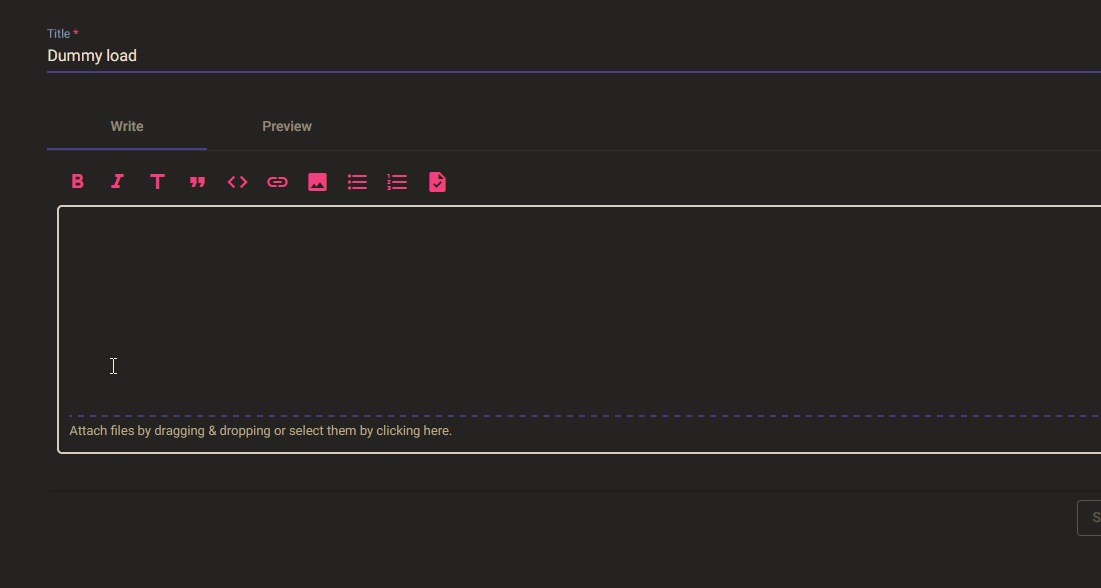 Title *
Dummy load
Write Preview
Attach files by dragging & dropping or select them by clicking here.
S